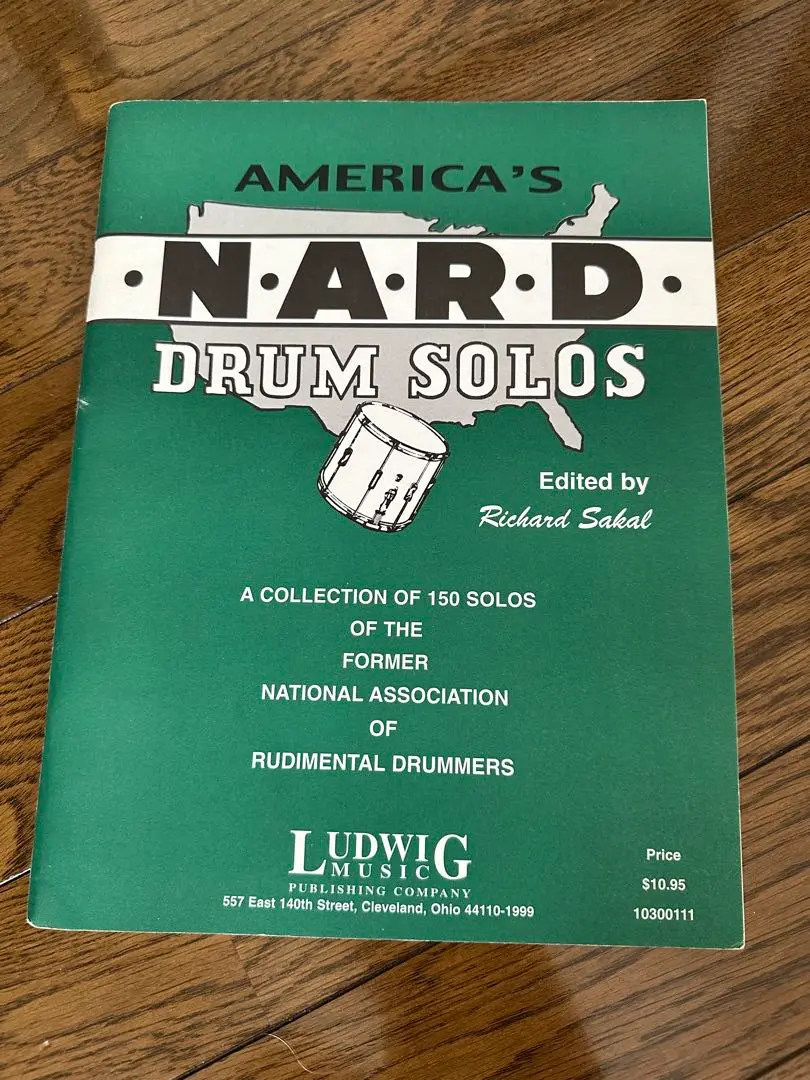 AMERICA'S
·N·A·R·D·
DRUM SOLOS
Edited by
Richard Sakal
A COLLECTION OF 150 SOLOS
OF THE
FORMER
NATIONAL ASSOCIATION
OF
RUDIMENTAL DRUMMERS
LUDWIG
MUSIC
PUBLISHING COMPANY
557 East 140th Street, Cleveland, Ohio 44110-1999
Price
$10.95
10300111